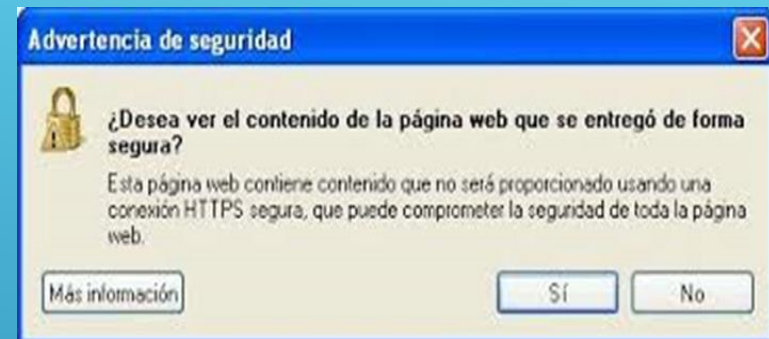 Advertencia de seguridad
¿Desea ver el contenido de la página web que se entregó de forma
segura?
Esta página web contiene contenido que no será proporcionado usando una
conexión HTTPS segura, que puede comprometer la seguridad de toda la página
web.
Más información
Sí
No